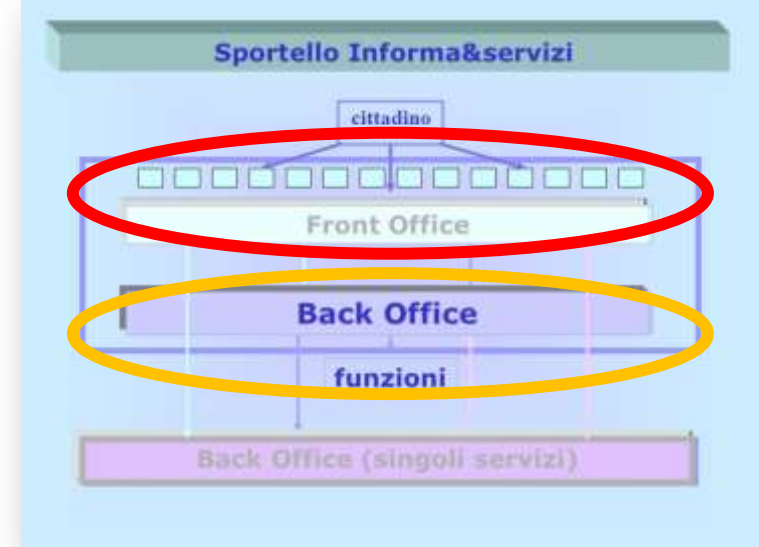 Sportello Informa&servizi
cittadino
Front Office
Back Office
funzioni
Back Office (singoli servizi)